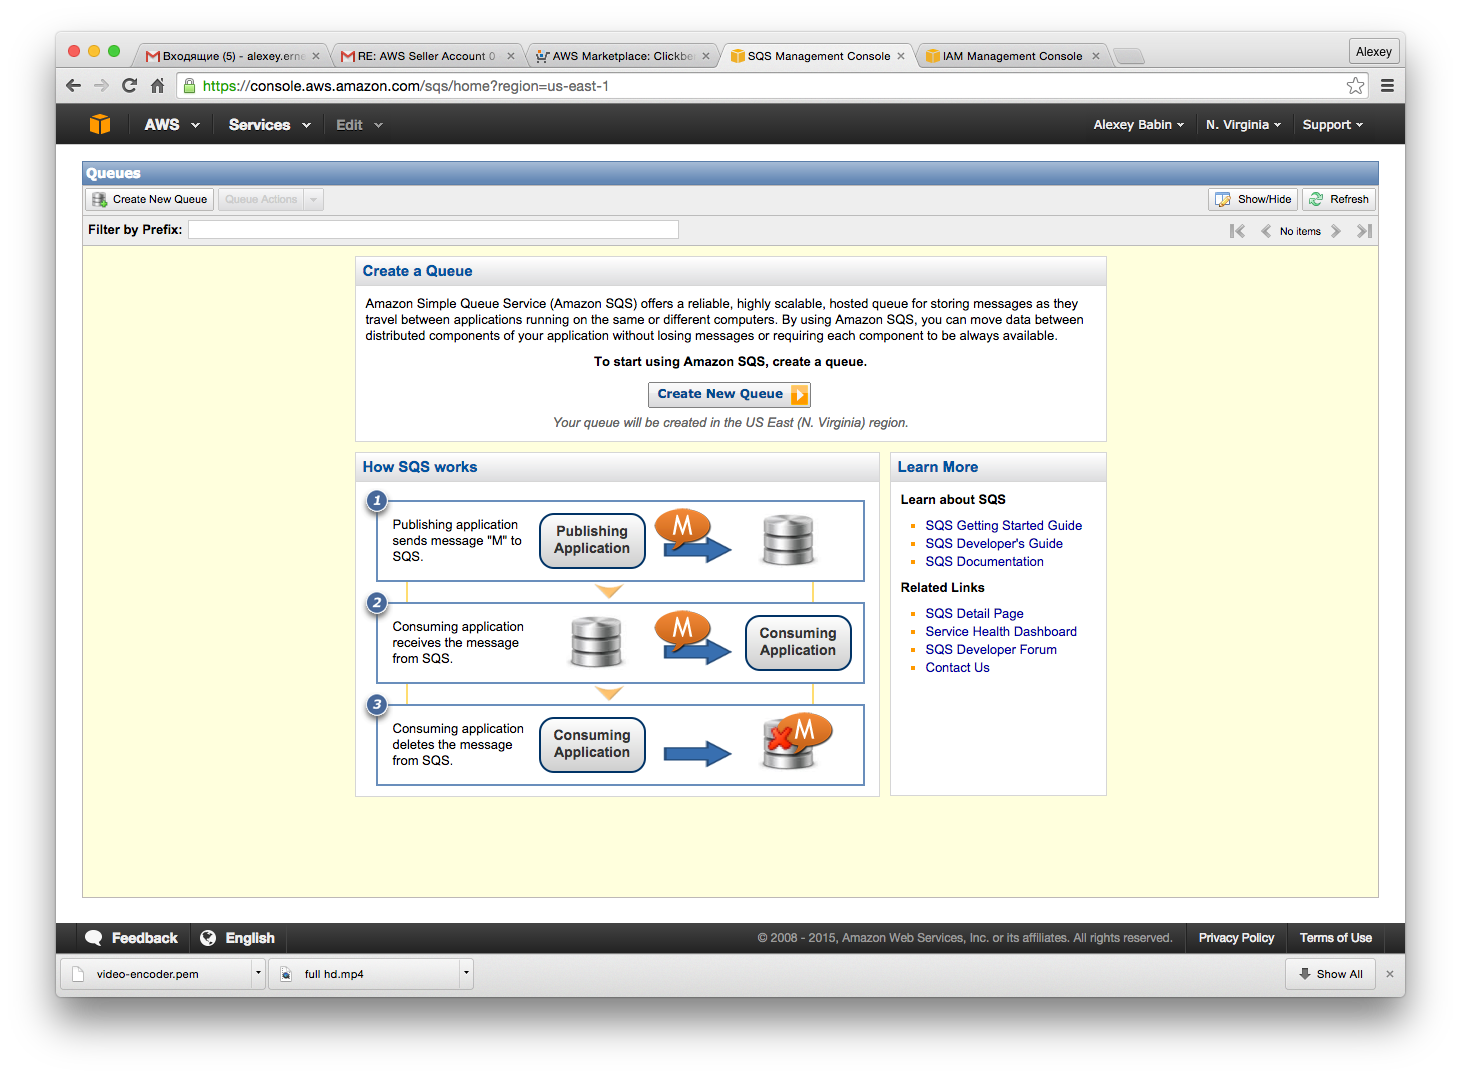 Входящие (5) - alexey.erne
RE: AWS Seller Account 0
AWS Marketplace: Clickbe
SQS Management Console
IAM Management Console
Alexey
https://console.aws.amazon.com/sqs/home?region=us-east-1
AWS
Services
Edit
Alexey Babin
N. Virginia
Support
Queues
Create New Queue
Queue Actions
Show/Hide
Refresh
Filter by Prefix:
No items
Create a Queue
Amazon Simple Queue Service (Amazon SQS) offers a reliable, highly scalable, hosted queue for storing messages as they
travel between applications running on the same or different computers. By using Amazon SQS, you can move data between
distributed components of your application without losing messages or requiring each component to be always available.
To start using Amazon SQS, create a queue.
Create New Queue
Your queue will be created in the US East (N. Virginia) region.
How SQS works
1
Publishing application
sends message "M" to
SQS.
Publishing
Application
M
2
Consuming application
receives the message
from SQS.
M
Consuming
Application
3
Consuming application
deletes the message
from SQS.
Consuming
Application
M
Learn More
Learn about SQS
SQS Getting Started Guide
SQS Developer's Guide
SQS Documentation
Related Links
SQS Detail Page
Service Health Dashboard
SQS Developer Forum
Contact Us
Feedback
English
© 2008 - 2015, Amazon Web Services, Inc. or its affiliates. All rights reserved.
Privacy Policy
Terms of Use
video-encoder.pem
full hd.mp4
Show All